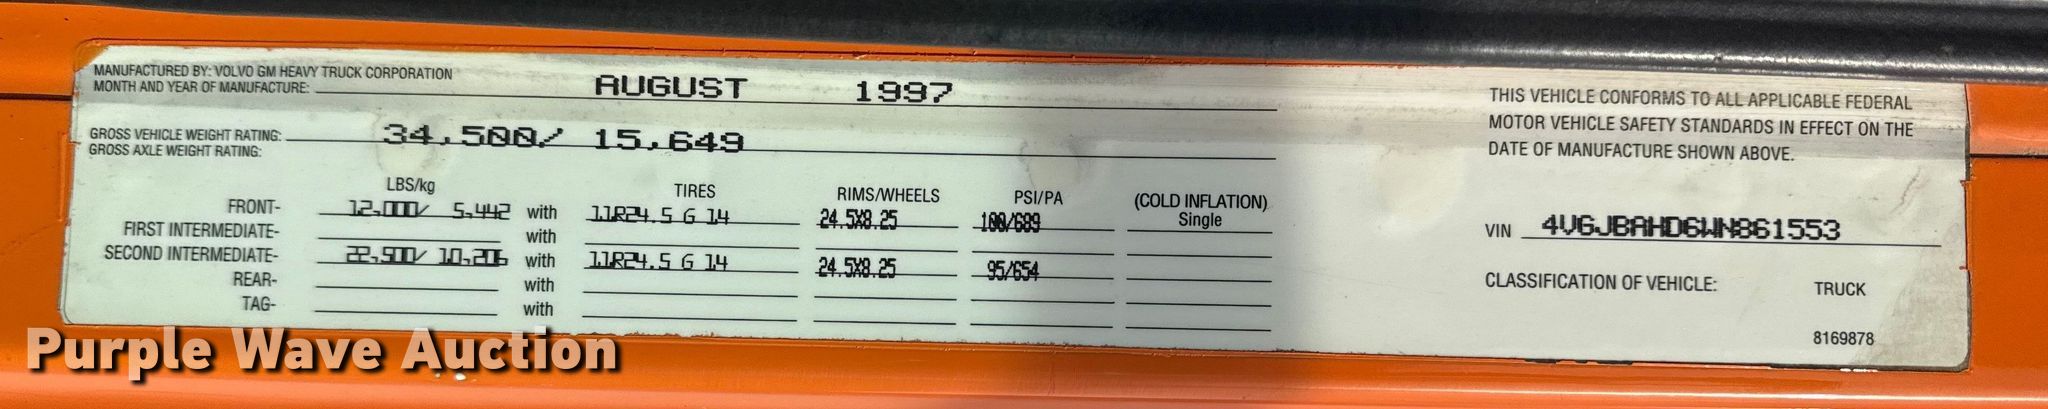 MANUFACTURED BY: VOLVO GM HEAVY TRUCK CORPORATION
MONTH AND YEAR OF MANUFACTURE: AUGUST 1997
GROSS VEHICLE WEIGHT RATING: 34,500/ 15,649
GROSS AXLE WEIGHT RATING:
LBS/kg TIRES RIMS/WHEELS PSI/PA (COLD INFLATION)
FRONT- 12,000/ 5,442 with 11R24.5 G 14 24.5X8.25 100/689 Single
FIRST INTERMEDIATE- with
SECOND INTERMEDIATE- 22,500/ 10,206 with 11R24.5 G 14 24.5X8.25 95/654
REAR- with
TAG- with
THIS VEHICLE CONFORMS TO ALL APPLICABLE FEDERAL
MOTOR VEHICLE SAFETY STANDARDS IN EFFECT ON THE
DATE OF MANUFACTURE SHOWN ABOVE.
VIN 4V6JBAHD6WN861553
CLASSIFICATION OF VEHICLE: TRUCK
8169878
Purple Wave Auction